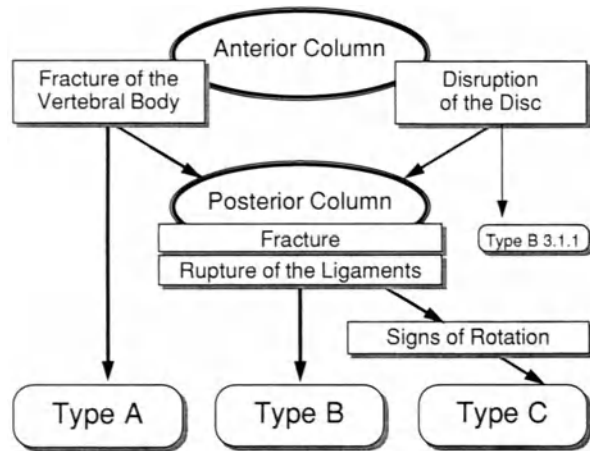 Anterior Column
Fracture of the
Vertebral Body
Disruption
of the Disc
Posterior Column
Fracture
Rupture of the Ligaments
Type B 3.1.1
Signs of Rotation
Type A
Type B
Type C